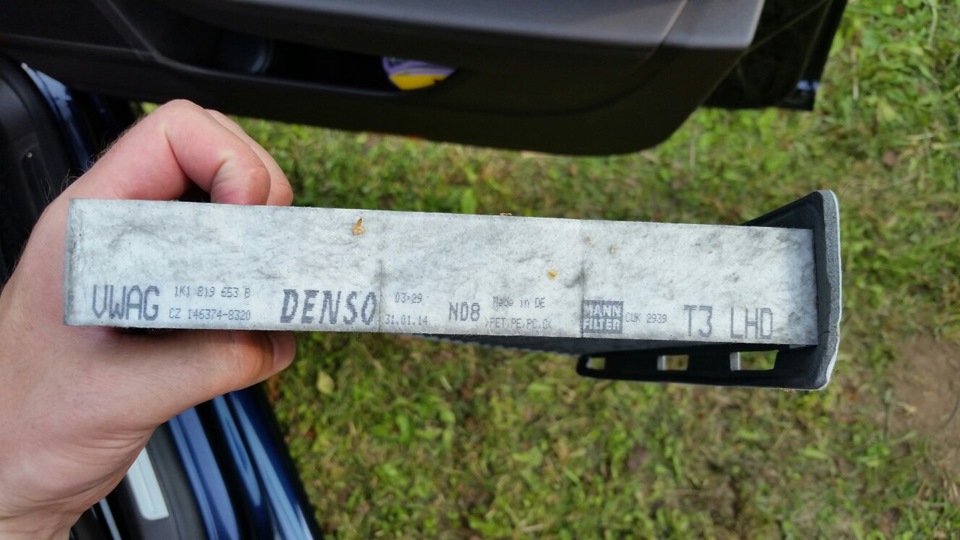 VWAG
1K1 819 653 B
CZ 146374-8320
DENSO
03:29
31.01.14
ND8
Made in DE
>PET,PE,PC,CX
MANN
FILTER
CUK 2939
T3 LHD